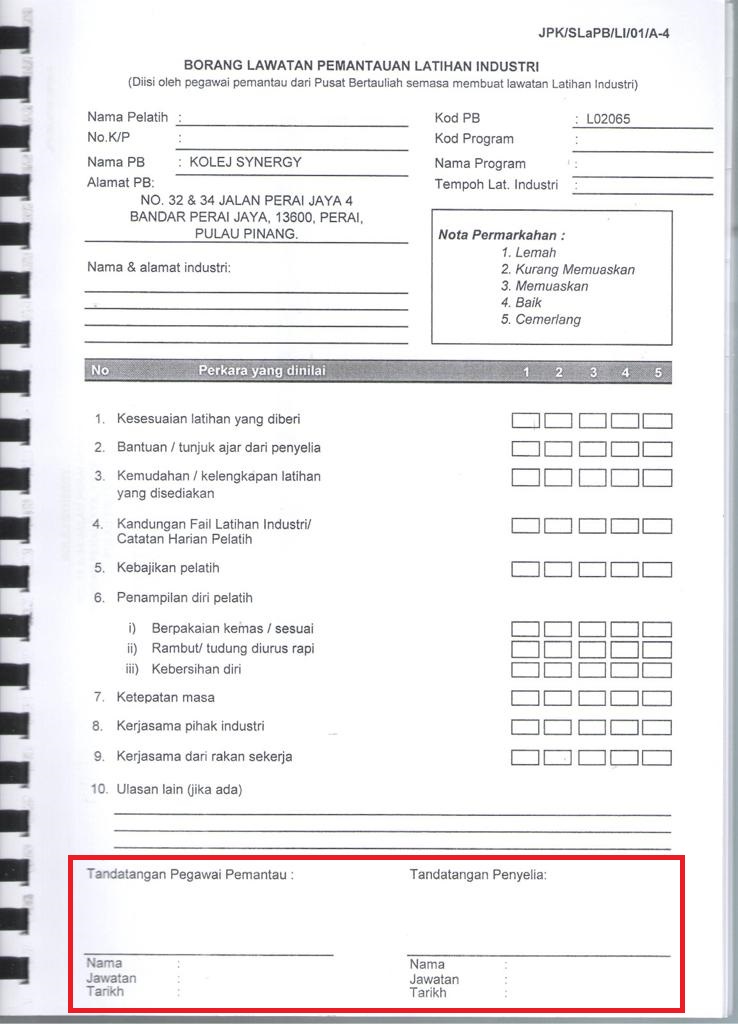 JPK/SLaPB/LI/01/A-4
BORANG LAWATAN PEMANTAUAN LATIHAN INDUSTRI
(Diisi oleh pegawai pemantau dari Pusat Bertauliah semasa membuat lawatan Latihan Industri)
Nama Pelatih :
No.K/P :
Nama PB : KOLEJ SYNERGY
Alamat PB:
NO. 32 & 34 JALAN PERAI JAYA 4
BANDAR PERAI JAYA, 13600, PERAI,
PULAU PINANG.
Nama & alamat industri:
Kod PB : L02065
Kod Program :
Nama Program :
Tempoh Lat. Industri :
Nota Permarkahan :
1. Lemah
2. Kurang Memuaskan
3. Memuaskan
4. Baik
5. Cemerlang
No Perkara yang dinilai 1 2 3 4 5
1. Kesesuaian latihan yang diberi
2. Bantuan / tunjuk ajar dari penyelia
3. Kemudahan / kelengkapan latihan
yang disediakan
4. Kandungan Fail Latihan Industri/
Catatan Harian Pelatih
5. Kebajikan pelatih
6. Penampilan diri pelatih
i) Berpakaian kemas / sesuai
ii) Rambut/ tudung diurus rapi
iii) Kebersihan diri
7. Ketepatan masa
8. Kerjasama pihak industri
9. Kerjasama dari rakan sekerja
10. Ulasan lain (jika ada)
Tandatangan Pegawai Pemantau :
Nama :
Jawatan :
Tarikh :
Tandatangan Penyelia:
Nama :
Jawatan :
Tarikh :